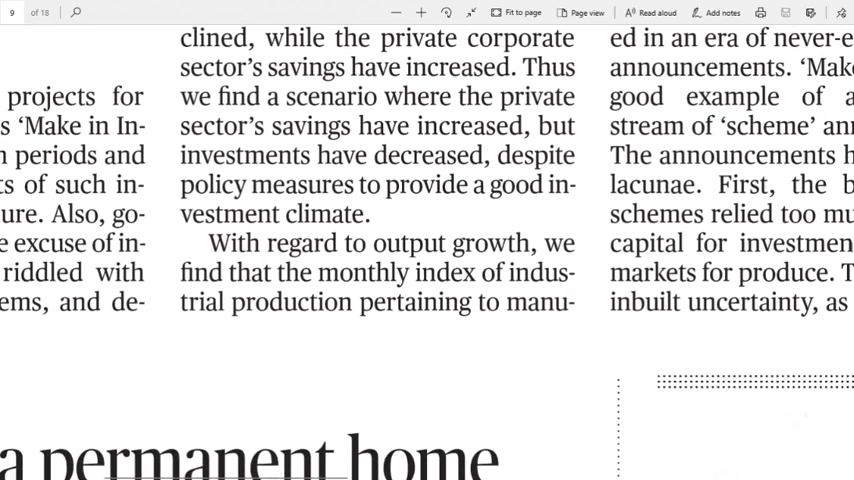 9 of 18 Fit to page Page view Read aloud Add notes
projects for
s ‘Make in In-
n periods and
ts of such in-
ure. Also, go-
e excuse of in-
riddled with
ems, and de-
clined, while the private corporate
sector’s savings have increased. Thus
we find a scenario where the private
sector’s savings have increased, but
investments have decreased, despite
policy measures to provide a good in-
vestment climate.
With regard to output growth, we
find that the monthly index of indus-
trial production pertaining to manu-
ed in an era of never-e
announcements. ‘Make
good example of a
stream of ‘scheme’ ann
The announcements h
lacunae. First, the b
schemes relied too mu
capital for investmen
markets for produce. T
inbuilt uncertainty, as
a permanent home